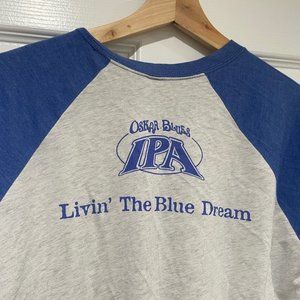 OSKAR BLUES
IPA
Livin' The Blue Dream